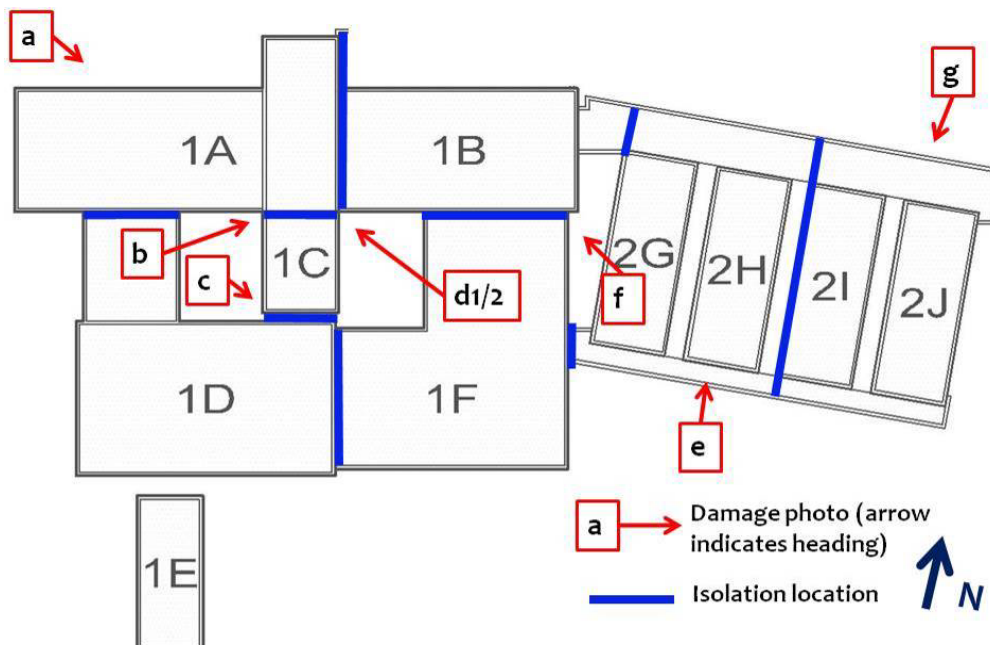 a
g
1A
1B
b
1C
2G
2H
2I
2J
c
d1/2
f
1D
1F
e
a
Damage photo (arrow
indicates heading)
1E
Isolation location
N